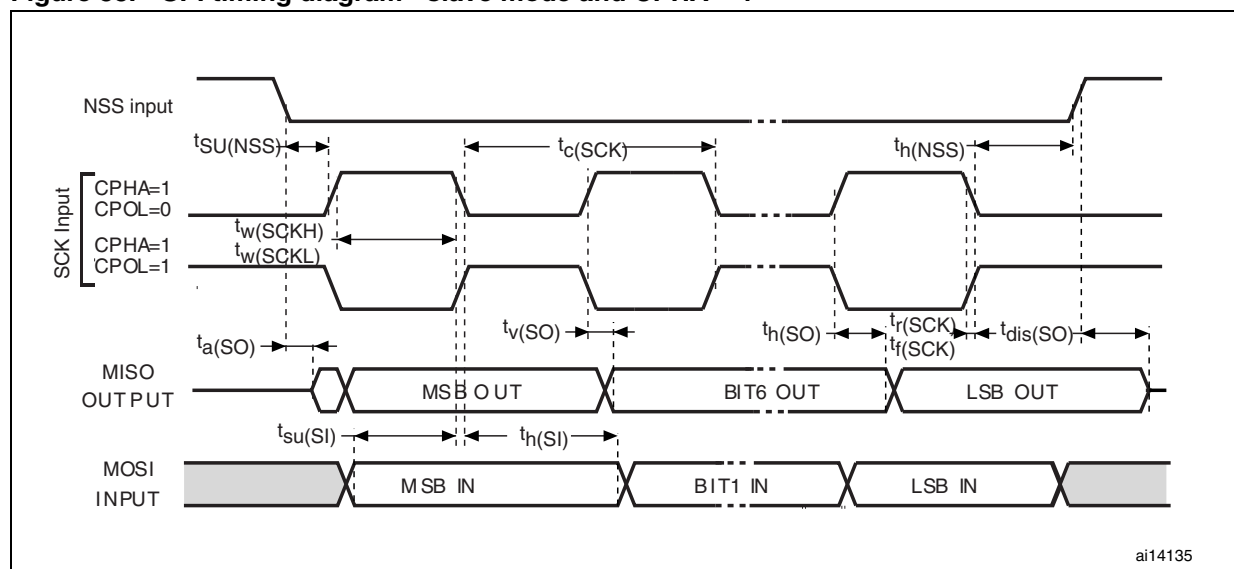 NSS input
tSU(NSS)
tc(SCK)
th(NSS)
SCK Input
CPHA=1
CPOL=0
tw(SCKH)
CPHA=1
tw(SCKL)
CPOL=1
ta(SO)
tv(SO)
th(SO)
tr(SCK)
tf(SCK)
tdis(SO)
MISO
OUTPUT
MSB OUT
BIT6 OUT
LSB OUT
tsu(SI)
th(SI)
MOSI
INPUT
MSB IN
BIT1 IN
LSB IN
ai14135